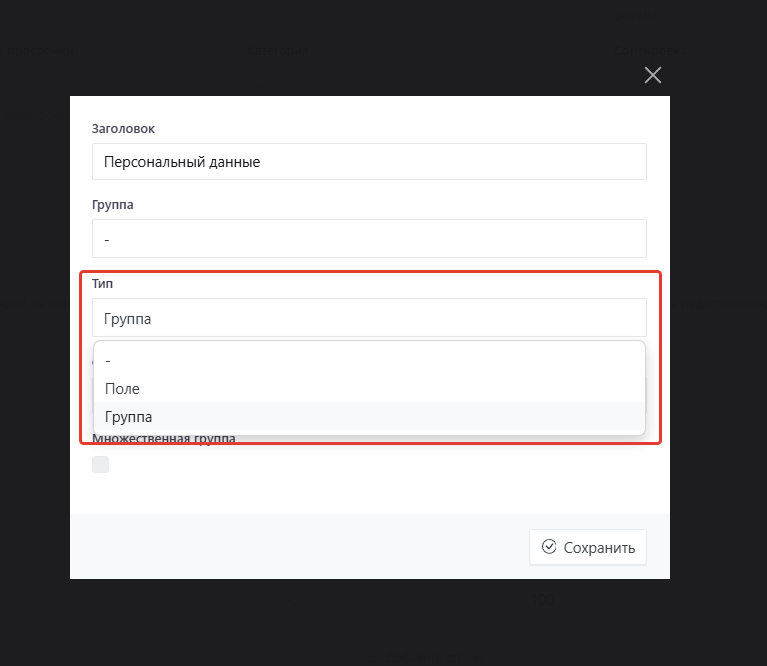 Заголовок
Персональный данные
Группа
-
Тип
Группа
-
Поле
Группа
Множественная группа
Сохранить